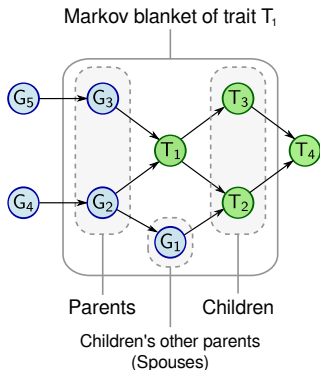 Markov blanket of trait T₁
G₅ G₃ T₃
T₁ T₄
G₄ G₂ T₂
G₁
Parents Children
Children's other parents
(Spouses)